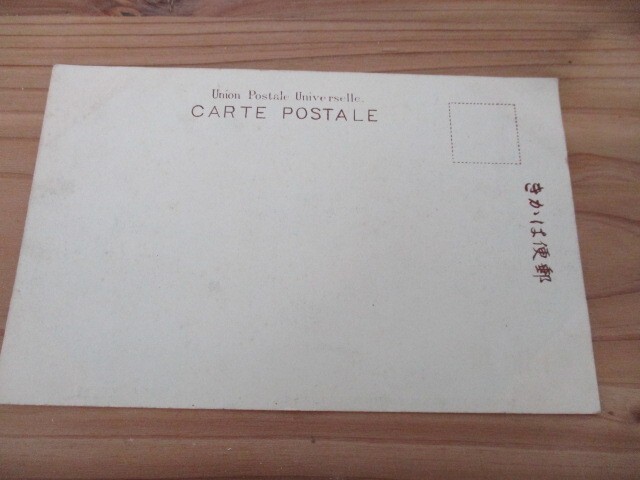 Union Postale Universelle.
CARTE POSTALE
きかは便郵